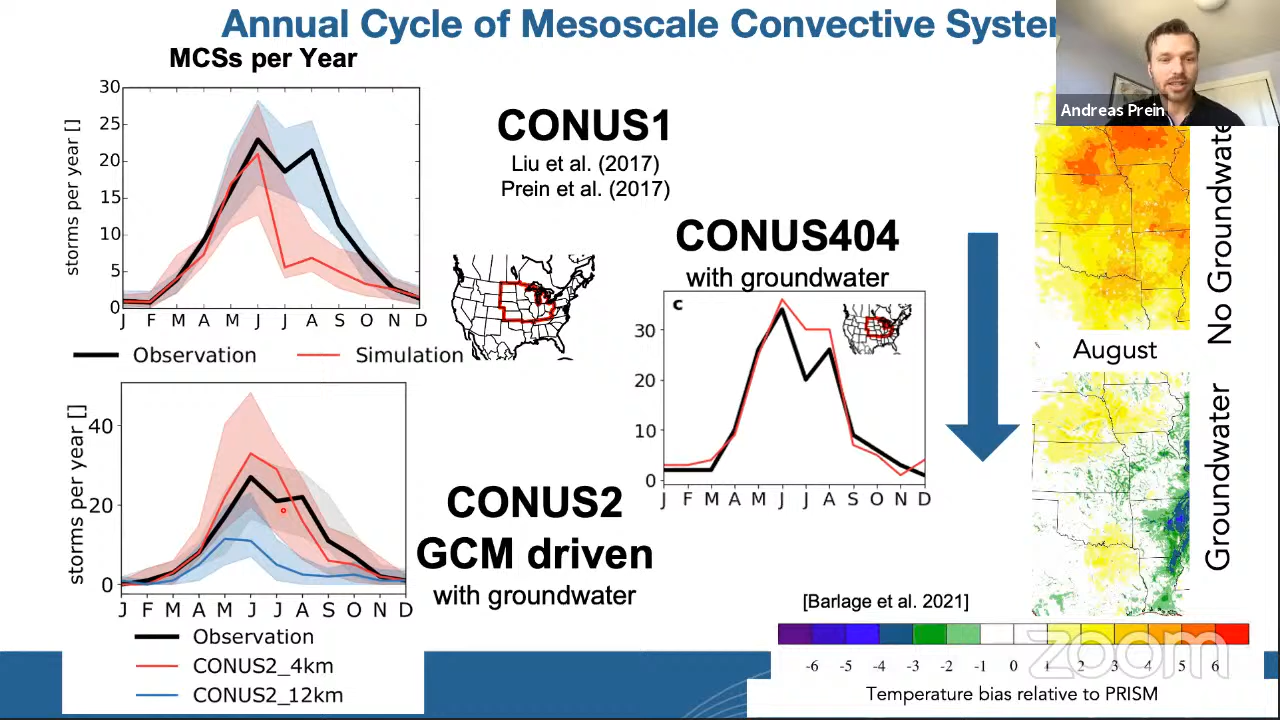 Annual Cycle of Mesoscale Convective System
MCSs per Year
Andreas Prein
30
25
20
15
10
5
0
storms per year []
J F M A M J J A S O N D
Observation
Simulation
CONUS1
Liu et al. (2017)
Prein et al. (2017)
CONUS404
with groundwater
c
30
20
10
0
J F M A M J J A S O N D
40
20
0
storms per year []
J F M A M J J A S O N D
Observation
CONUS2_4km
CONUS2_12km
CONUS2
GCM driven
with groundwater
No Groundwate
August
Groundwater
[Barlage et al. 2021]
-6 -5 -4 -3 -2 -1 0 1 2 3 4 5 6
zoom
Temperature bias relative to PRISM